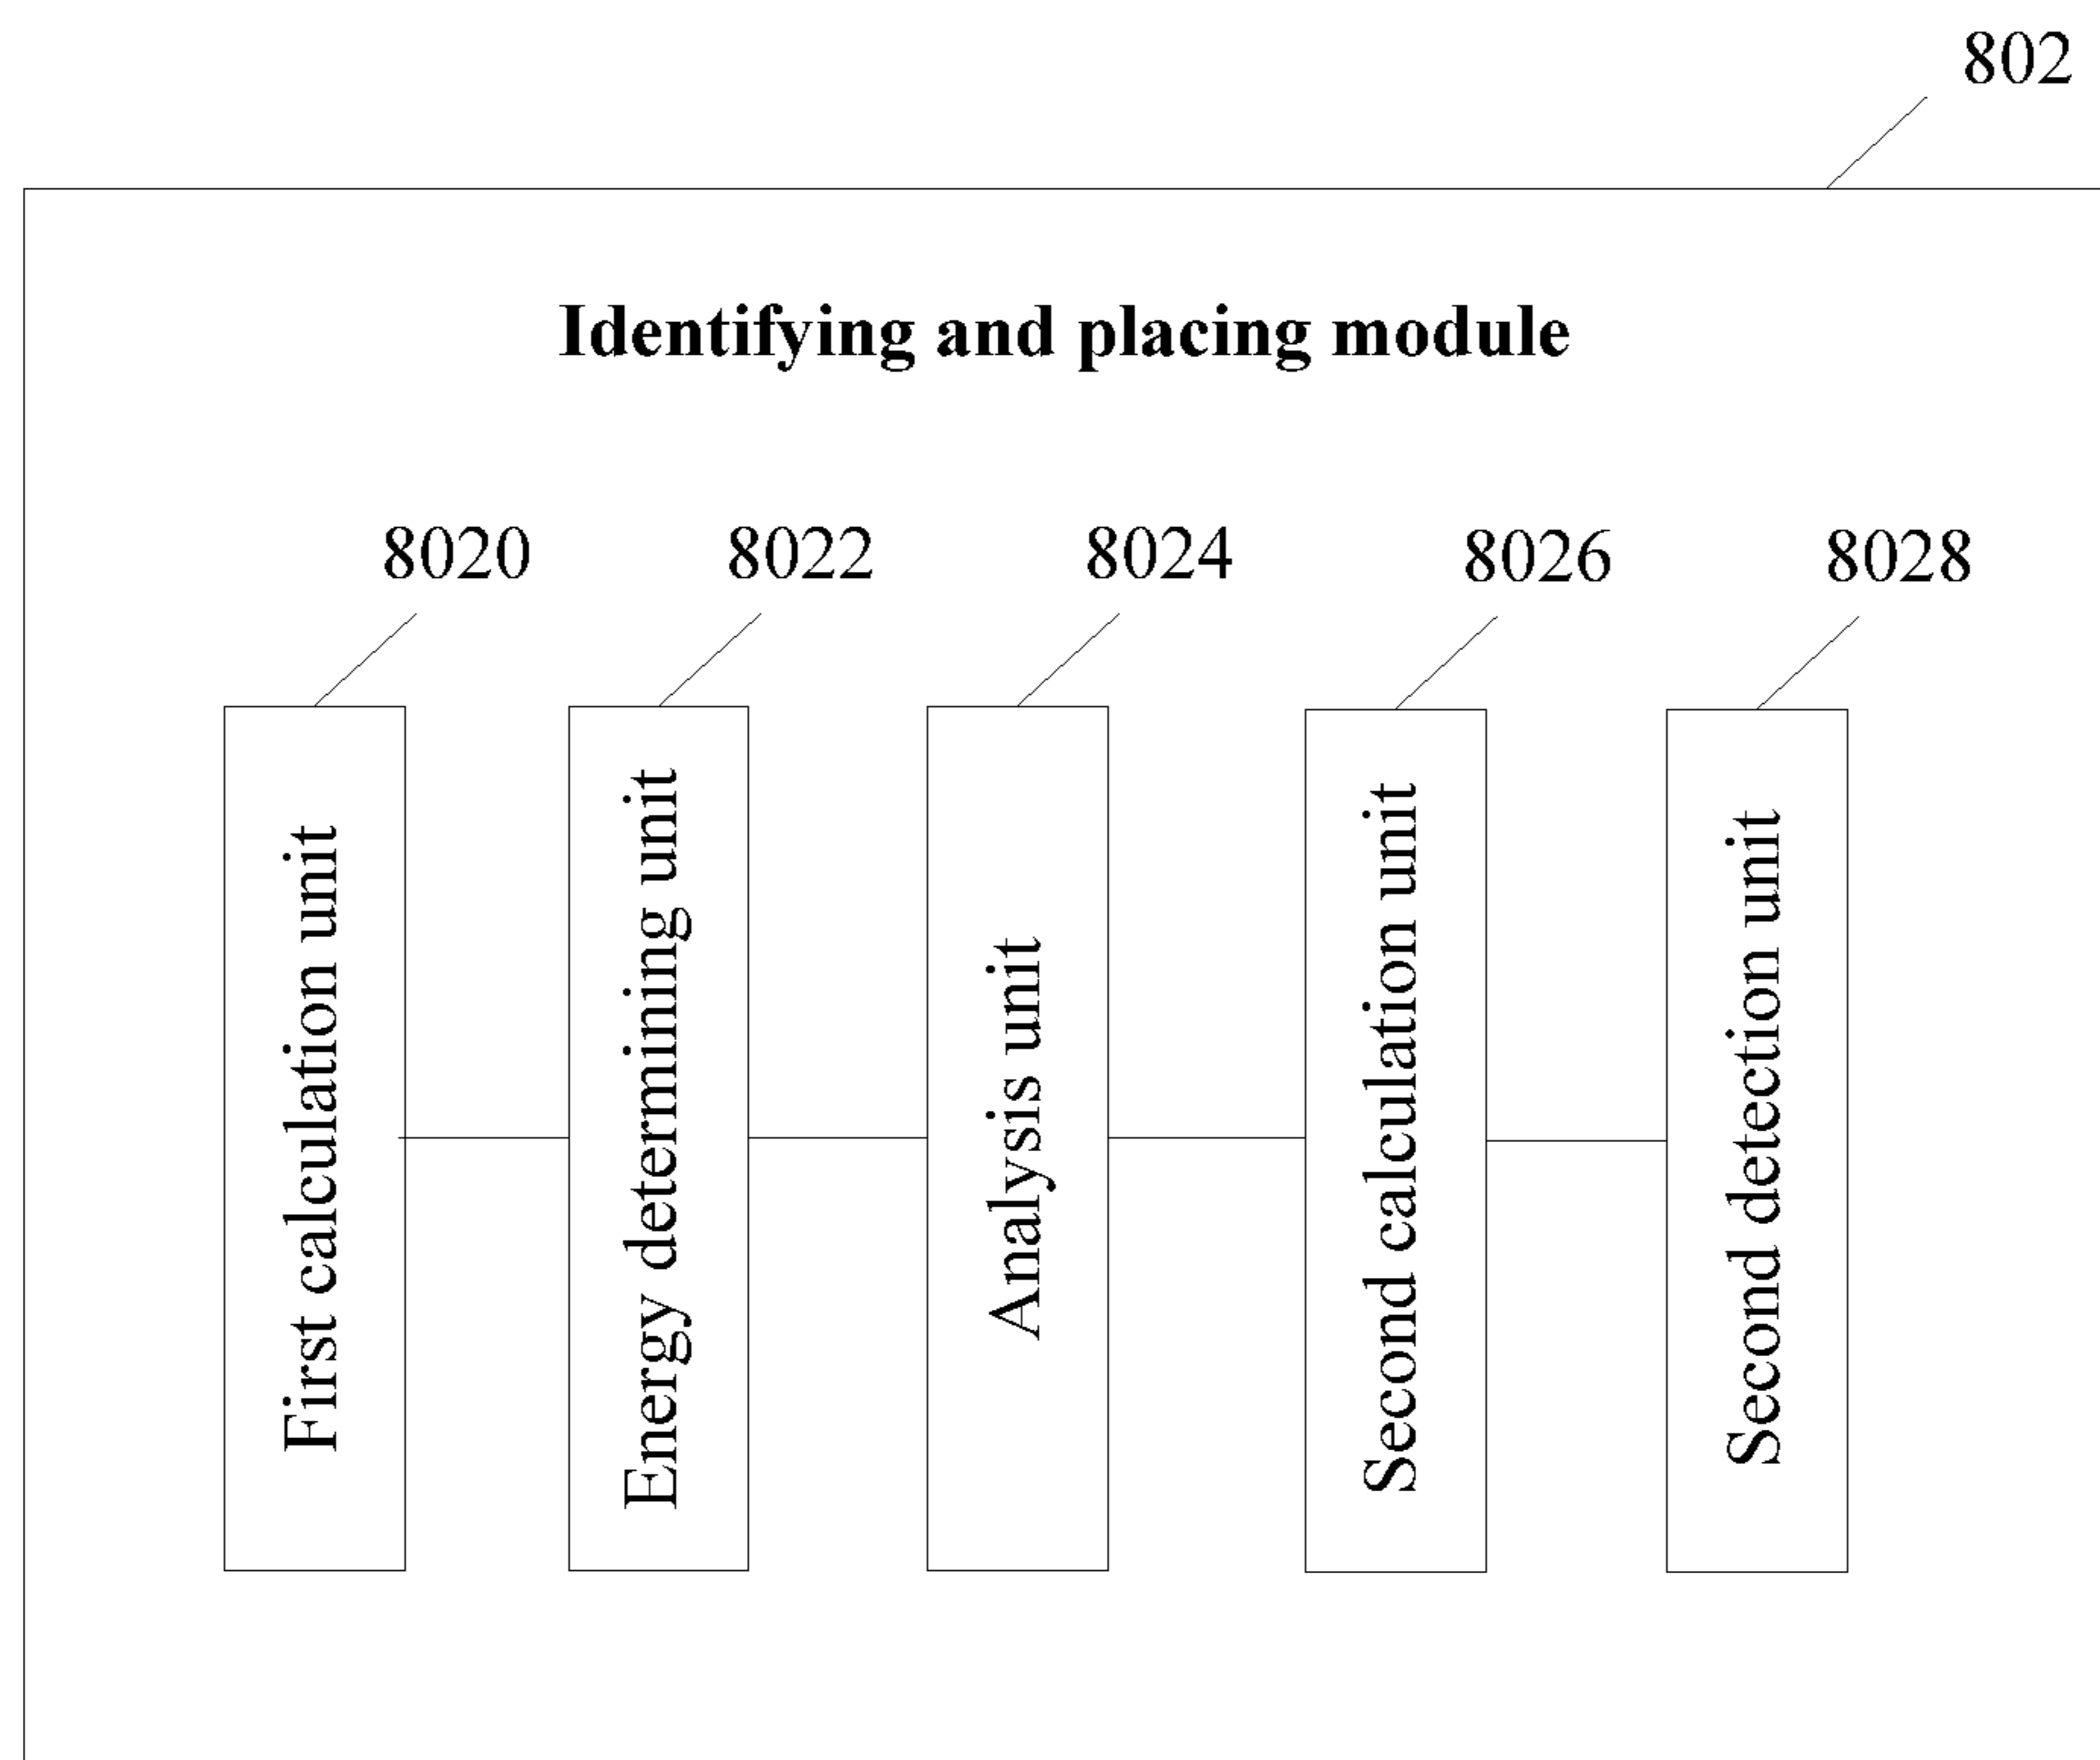 802
Identifying and placing module
8020
8022
8024
8026
8028
First calculation unit
Energy determining unit
Analysis unit
Second calculation unit
Second detection unit